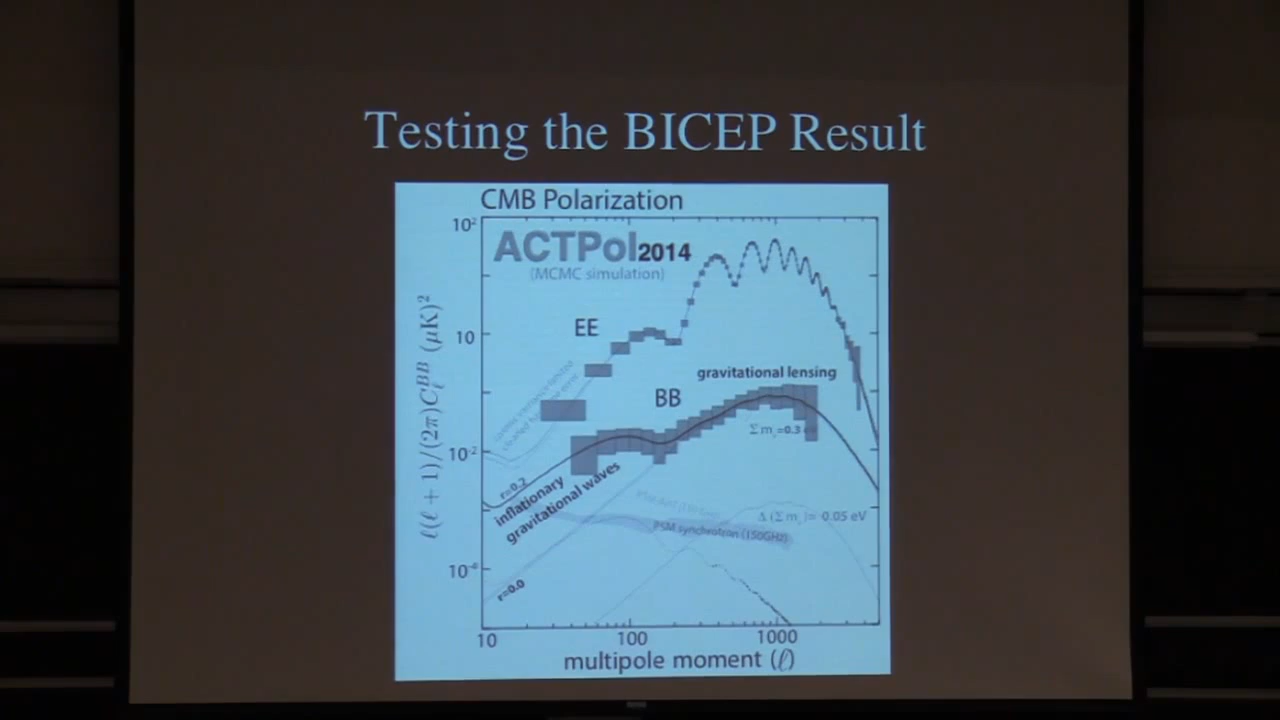 Testing the BICEP Result
CMB Polarization
ACTPol2014
(MCMC simulation)
10²
10
10⁻²
10⁻⁴
ℓ(ℓ + 1)/(2π)C_ℓ^{BB} (μK)²
EE
BB
gravitational lensing
Σ m_ν=0.3
r=0.2
inflationary
gravitational waves
PSM synchrotron (150GHz)
Δ (Σ m_ν)= 0.05 eV
r=0.0
10
100
1000
multipole moment (ℓ)